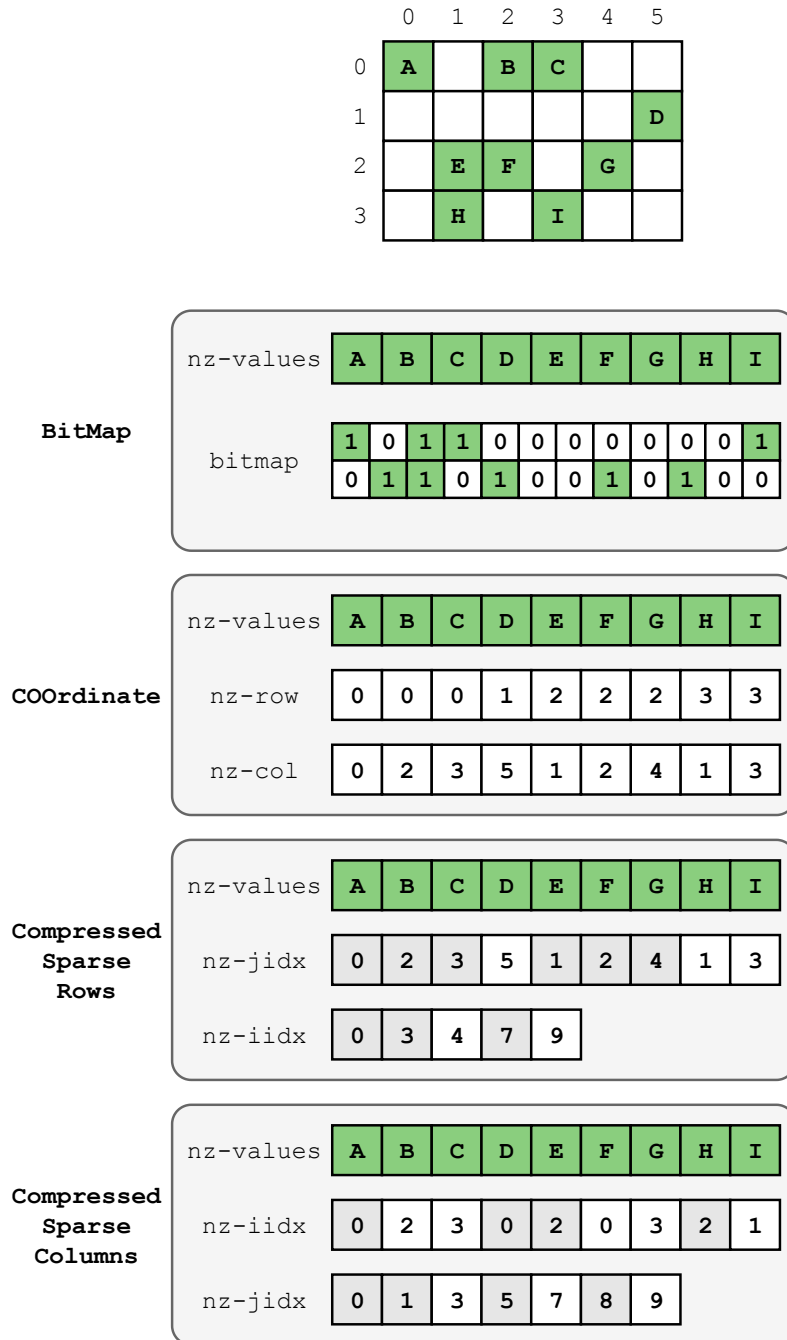 0 1 2 3 4 5
0 A B C
1 D
2 E F G
3 H I
BitMap
nz-values A B C D E F G H I
bitmap
1 0 1 1 0 0 0 0 0 0 0 1
0 1 1 0 1 0 0 1 0 1 0 0
COOrdinate
nz-values A B C D E F G H I
nz-row 0 0 0 1 2 2 2 3 3
nz-col 0 2 3 5 1 2 4 1 3
Compressed
Sparse
Rows
nz-values A B C D E F G H I
nz-jidx 0 2 3 5 1 2 4 1 3
nz-iidx 0 3 4 7 9
Compressed
Sparse
Columns
nz-values A B C D E F G H I
nz-iidx 0 2 3 0 2 0 3 2 1
nz-jidx 0 1 3 5 7 8 9